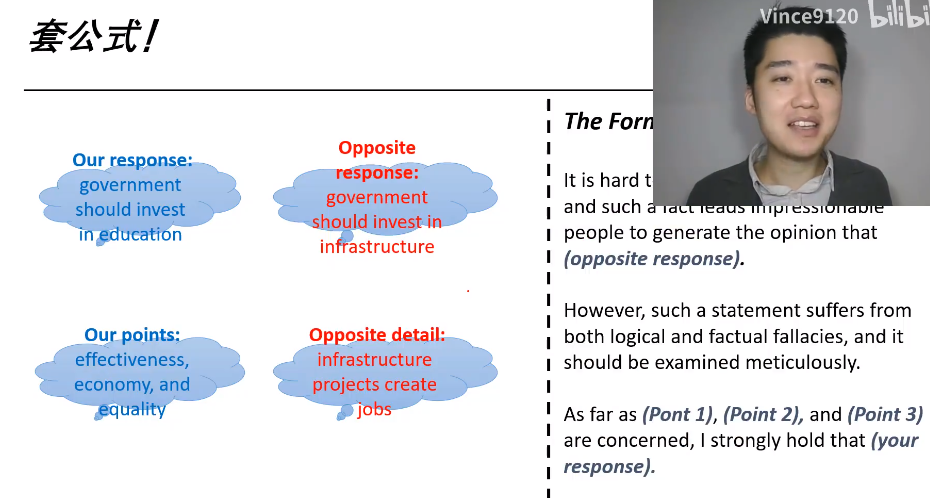 套公式！
Vince9120
bilibi
Our response:
government
should invest
in education
Opposite
response:
government
should invest in
infrastructure
Our points:
effectiveness,
economy, and
equality
Opposite detail:
infrastructure
projects create
jobs
The Form
It is hard
and such a fact leads impressionable
people to generate the opinion that
(opposite response).
However, such a statement suffers from
both logical and factual fallacies, and it
should be examined meticulously.
As far as (Pont 1), (Point 2), and (Point 3)
are concerned, I strongly hold that (your
response).